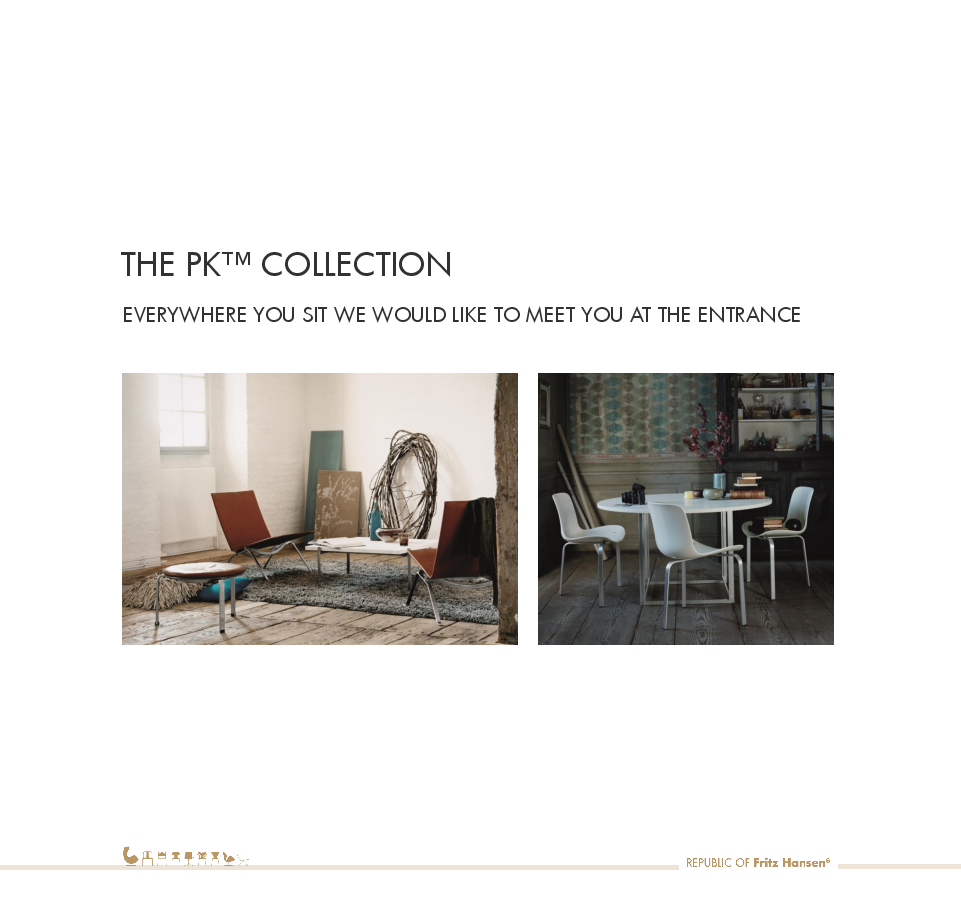 THE PK™ COLLECTION
EVERYWHERE YOU SIT WE WOULD LIKE TO MEET YOU AT THE ENTRANCE
REPUBLIC OF Fritz Hansen®